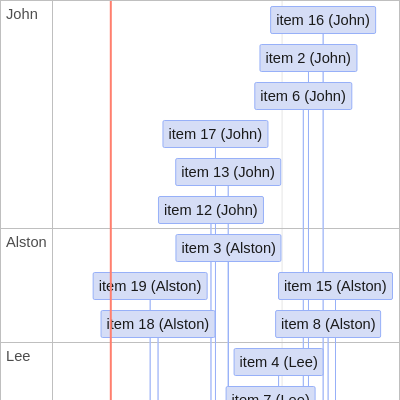 John
item 16 (John)
item 2 (John)
item 6 (John)
item 17 (John)
item 13 (John)
item 12 (John)
Alston
item 3 (Alston)
item 19 (Alston)
item 15 (Alston)
item 18 (Alston)
item 8 (Alston)
Lee
item 4 (Lee)
item 7 (Lee)